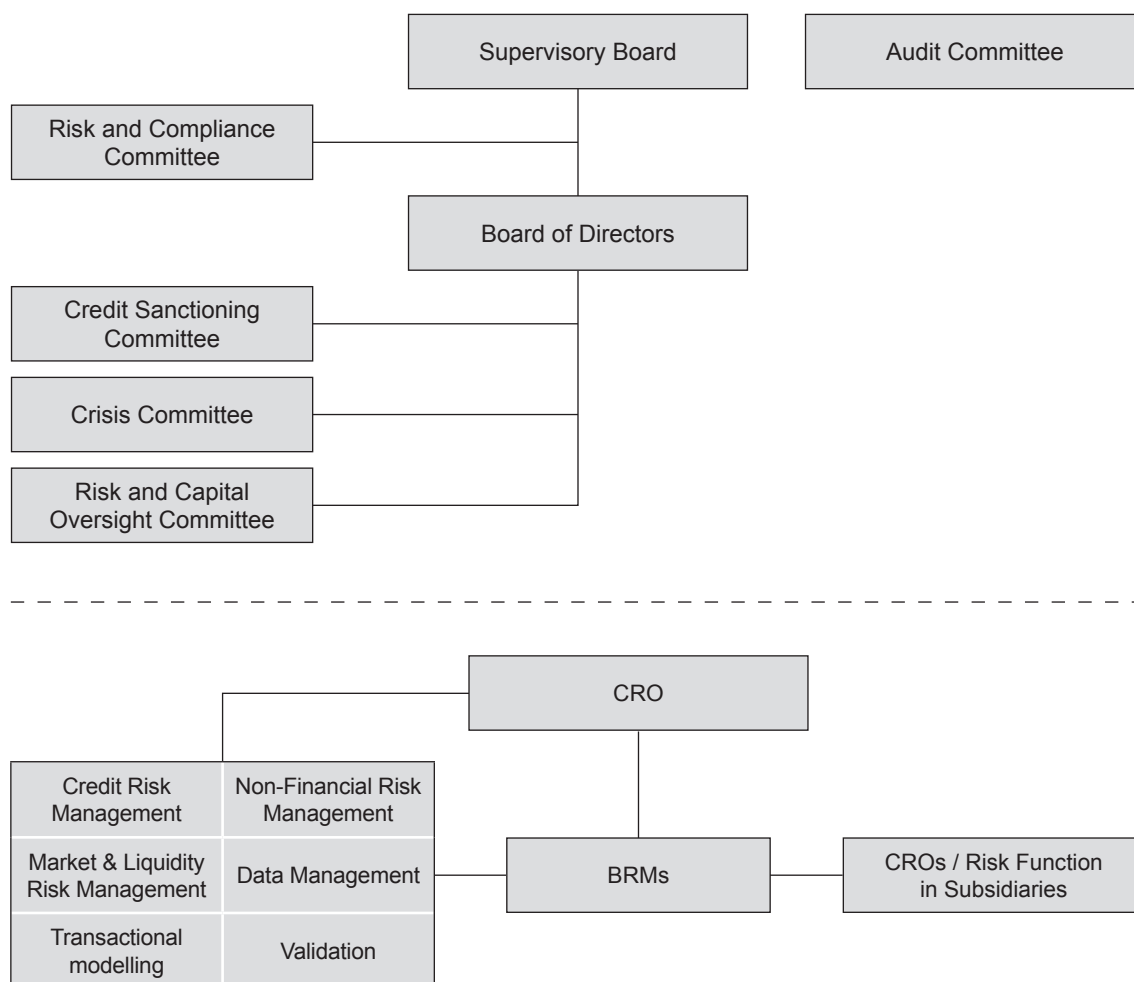 Supervisory Board
Audit Committee
Risk and Compliance
Committee
Board of Directors
Credit Sanctioning
Committee
Crisis Committee
Risk and Capital
Oversight Committee
CRO
Credit Risk
Management
Non-Financial Risk
Management
Market & Liquidity
Risk Management
Data Management
BRMs
CROs / Risk Function
in Subsidiaries
Transactional
modelling
Validation